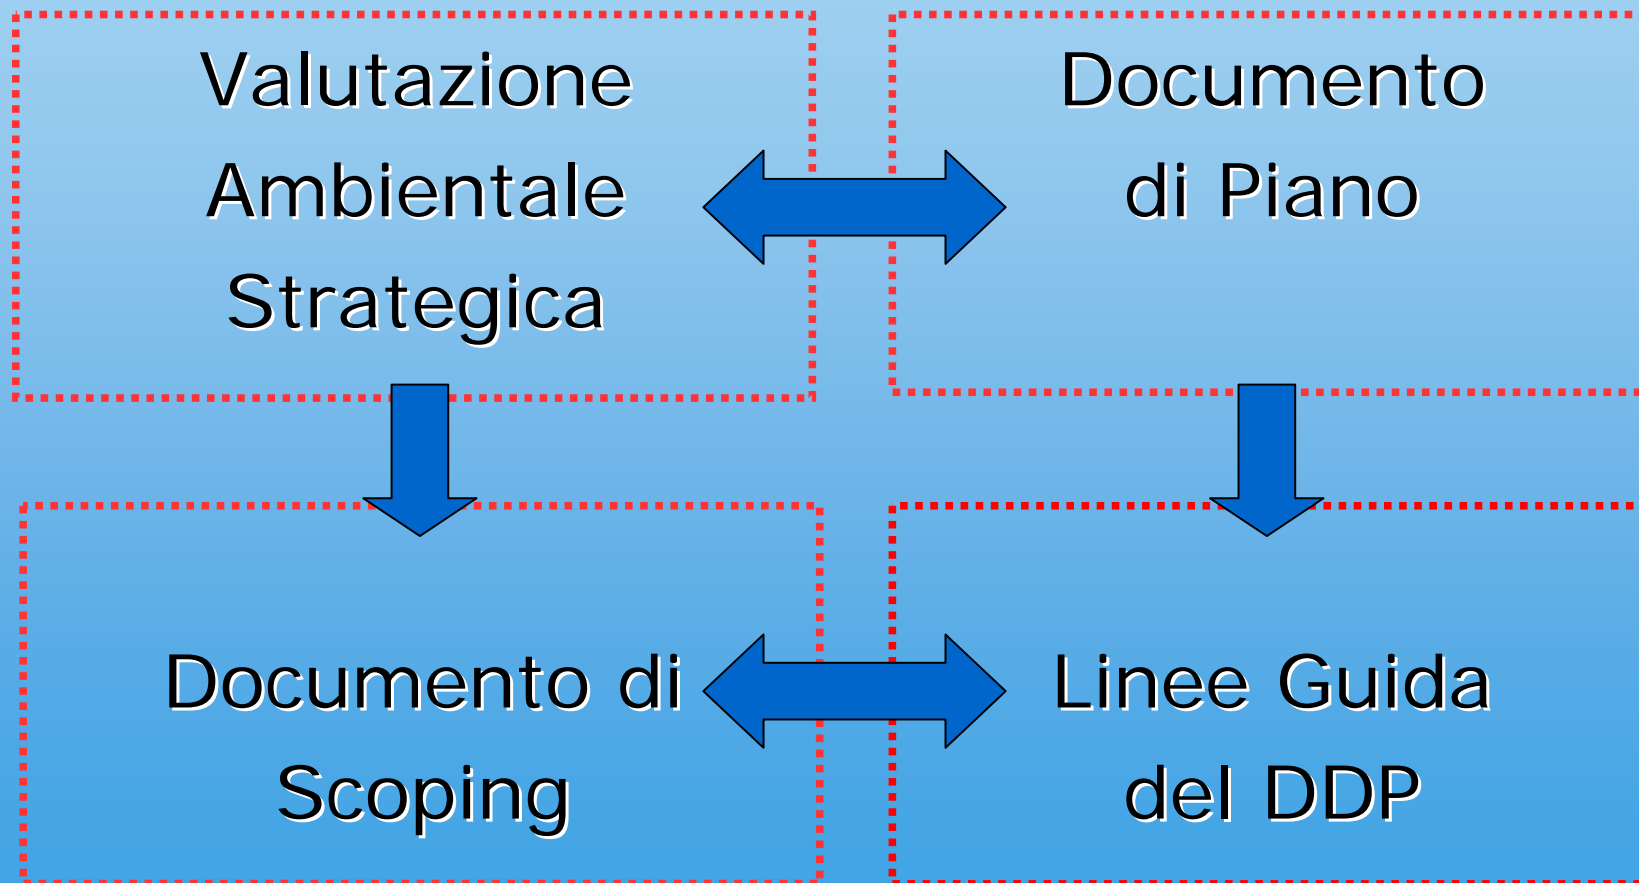 Valutazione
Ambientale
Strategica
Documento
di Piano
Documento di
Scoping
Linee Guida
del DDP